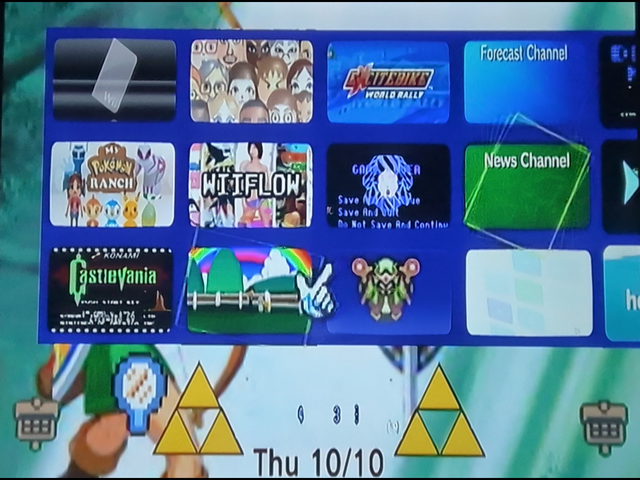 Wii
EXCITEBIKE
WORLD RALLY
Forecast Channel
MY
Pokémon
RANCH
WIIFLOW
News Channel
Save And Quit
Do Not Save And Continu
KONAMI
Castlevania
Thu 10/10